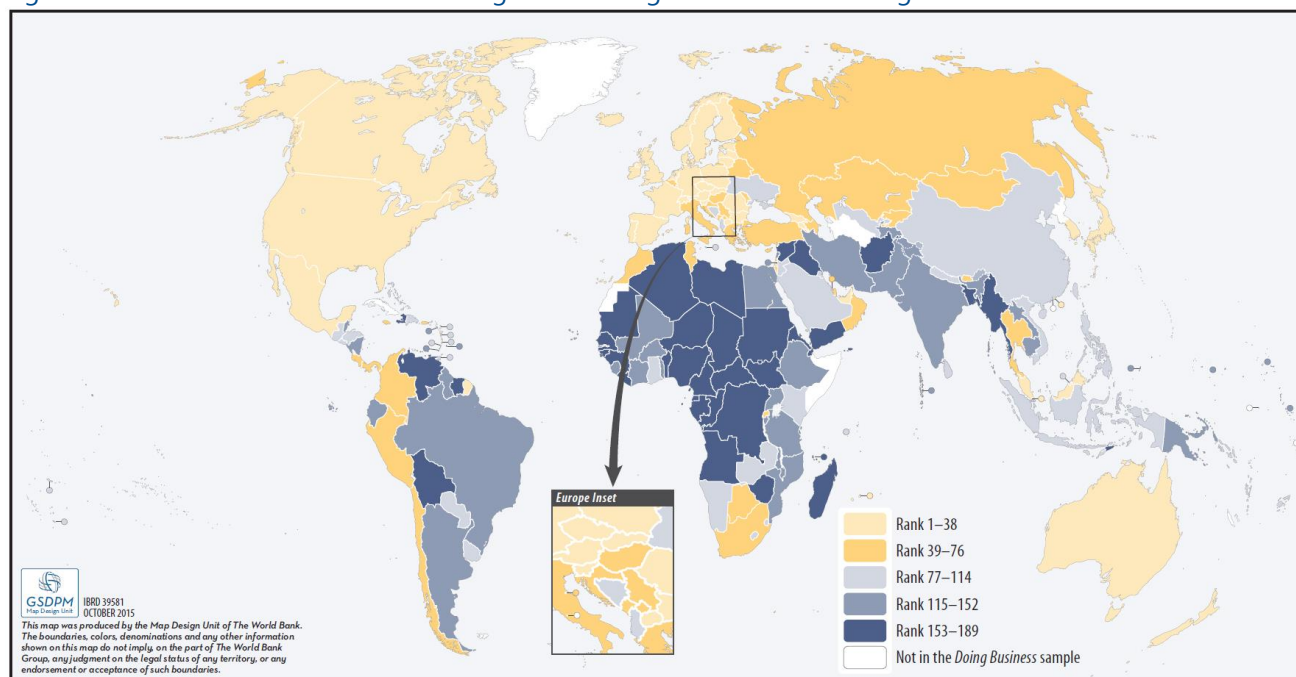 Europe Inset
Rank 1–38
Rank 39–76
Rank 77–114
Rank 115–152
Rank 153–189
Not in the Doing Business sample
GSDPM
Map Design Unit
IBRD 39581
OCTOBER 2015
This map was produced by the Map Design Unit of The World Bank.
The boundaries, colors, denominations and any other information
shown on this map do not imply, on the part of The World Bank
Group, any judgment on the legal status of any territory, or any
endorsement or acceptance of such boundaries.